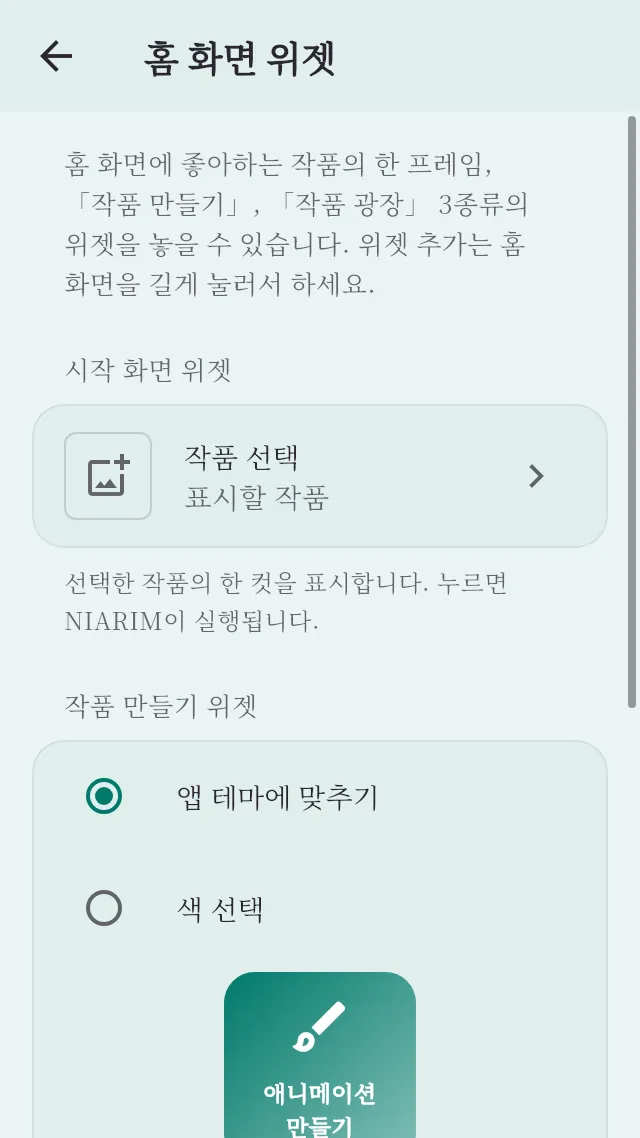 홈 화면 위젯
홈 화면에 좋아하는 작품의 한 프레임,
「작품 만들기」, 「작품 광장」 3종류의
위젯을 놓을 수 있습니다. 위젯 추가는 홈
화면을 길게 눌러서 하세요.
시작 화면 위젯
작품 선택
표시할 작품
선택한 작품의 한 컷을 표시합니다. 누르면
NIARIM이 실행됩니다.
작품 만들기 위젯
앱 테마에 맞추기
색 선택
애니메이션
만들기